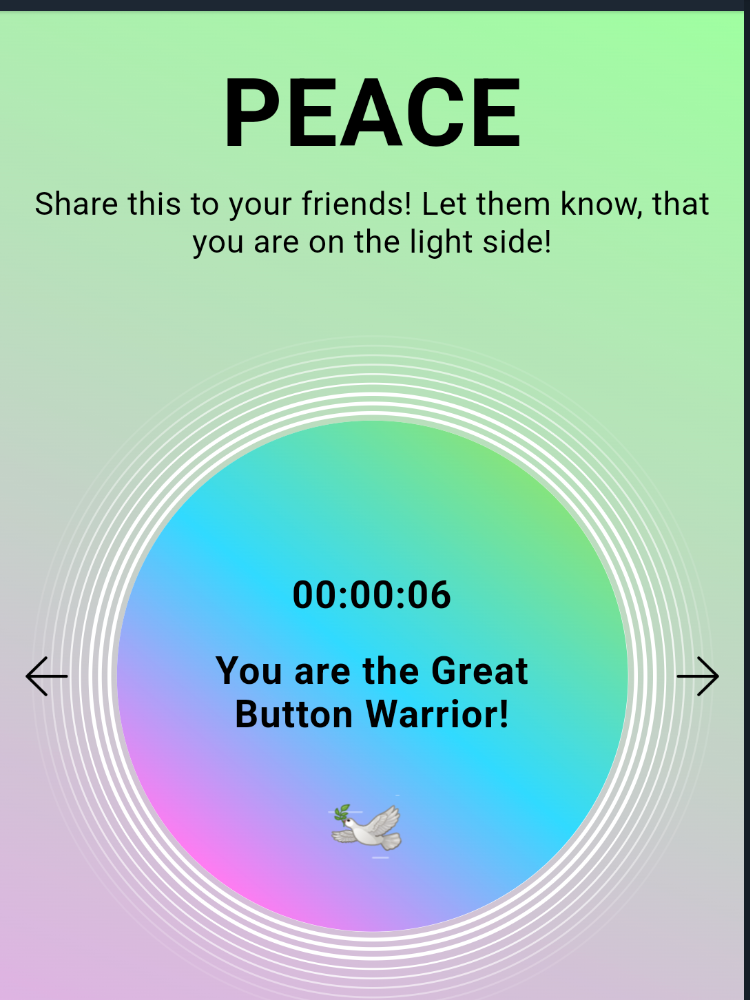 PEACE
Share this to your friends! Let them know, that
you are on the light side!
00:00:06
You are the Great
Button Warrior!